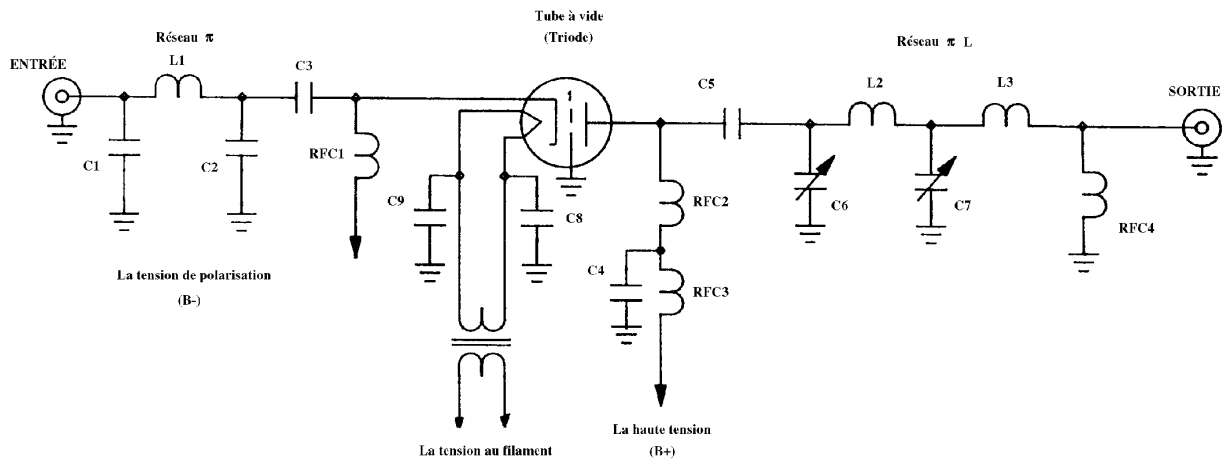 Tube à vide
(Triode)
Réseau π
Réseau π L
ENTRÉE
L1
C3
C5
L2
L3
SORTIE
C1
C2
RFC1
C9
C8
RFC2
C6
C7
RFC4
La tension de polarisation
(B-)
C4
RFC3
La tension au filament
La haute tension
(B+)